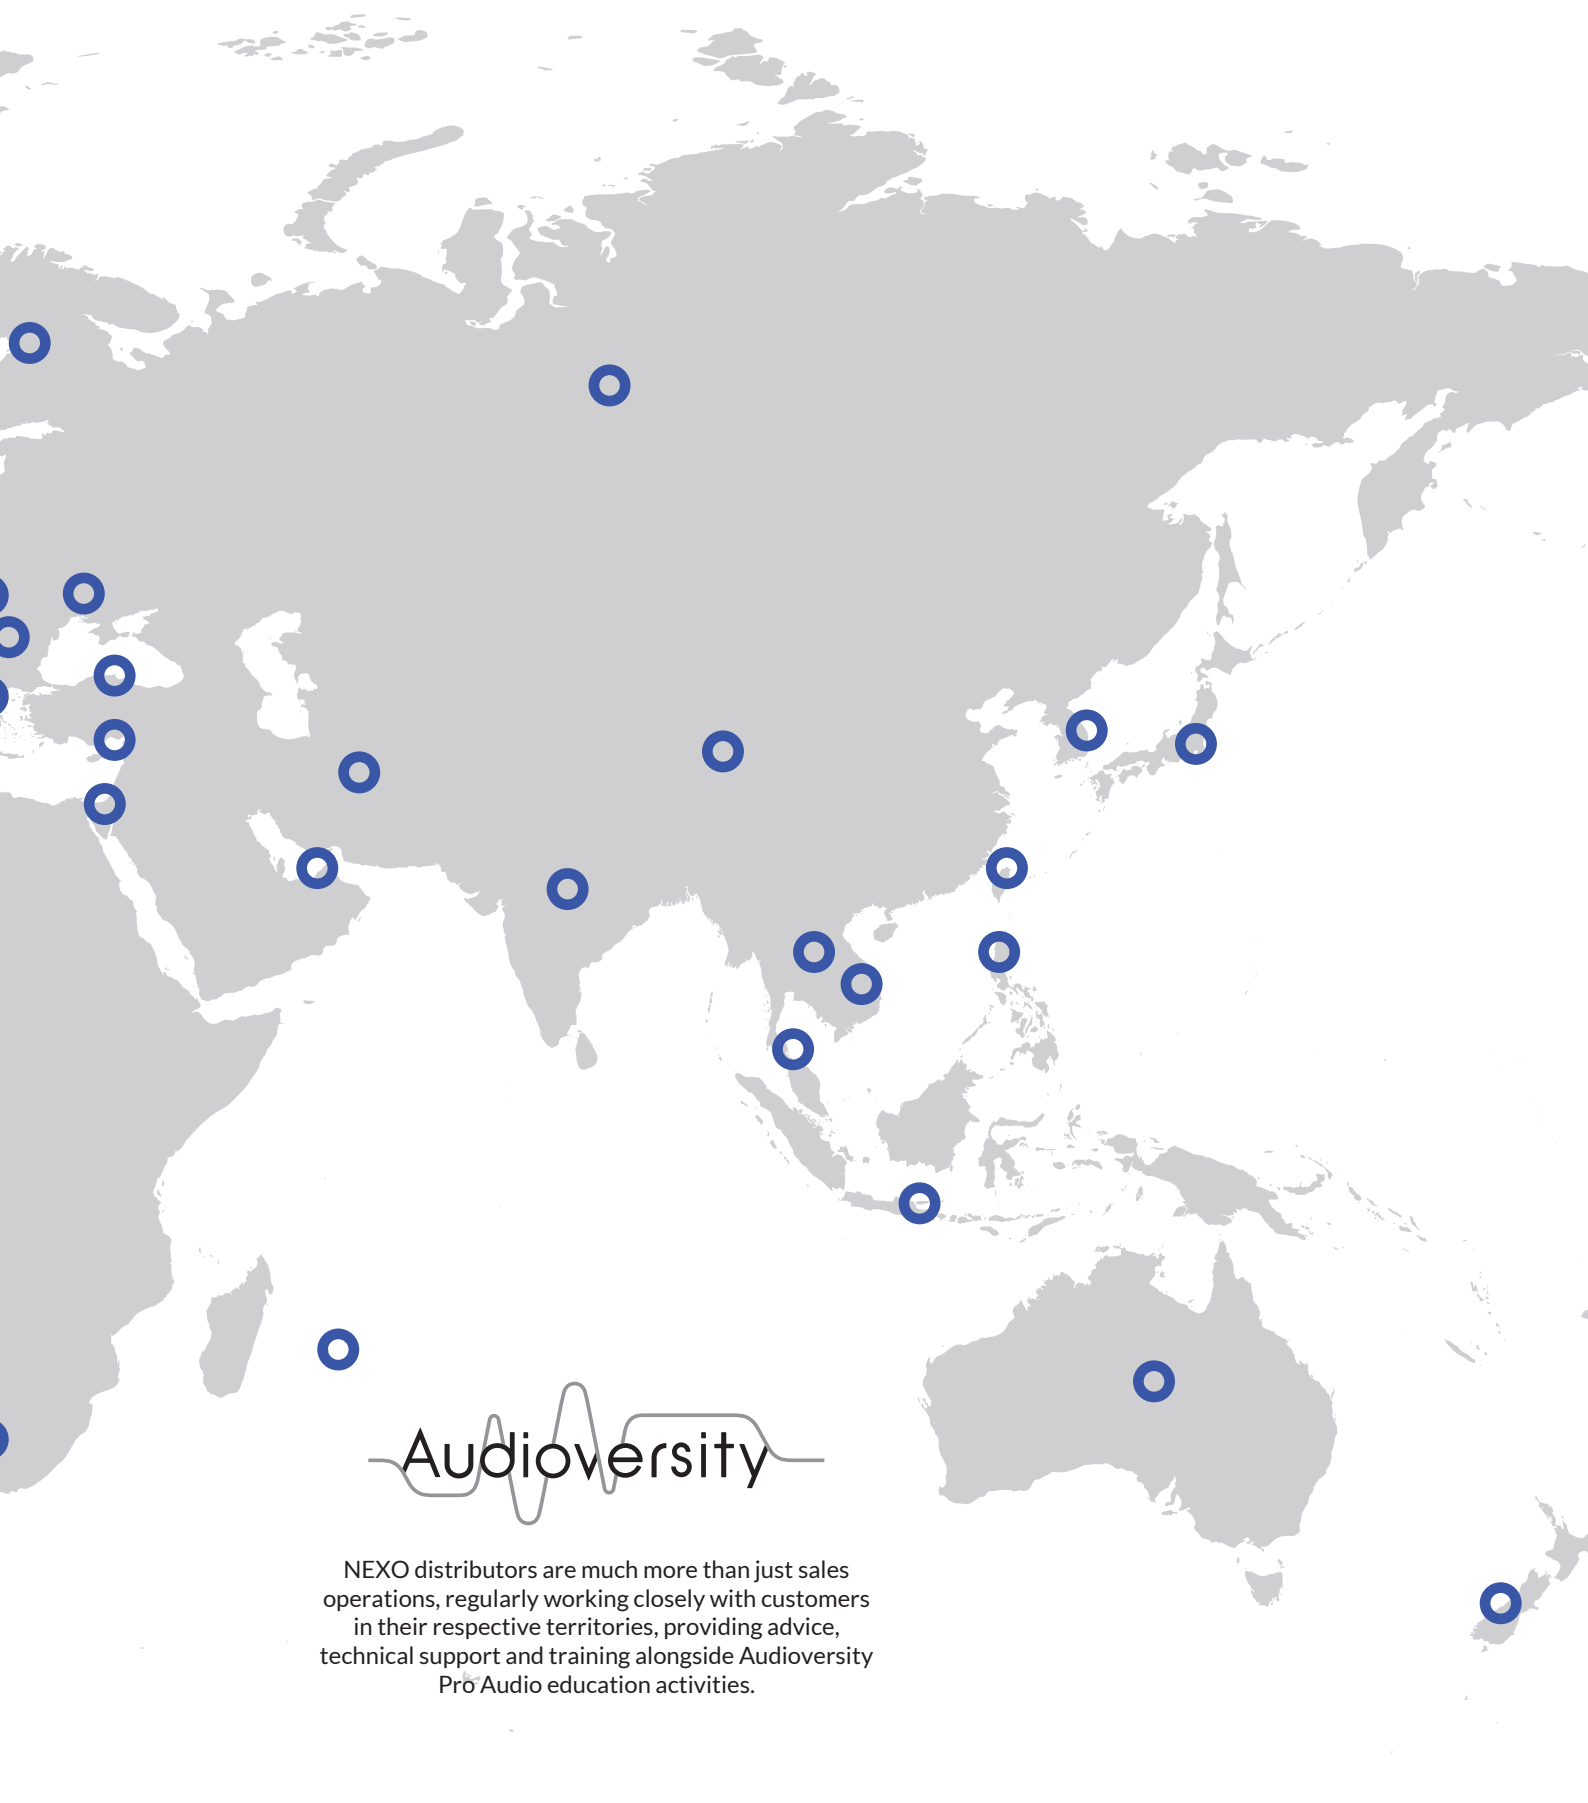 Audioversity
NEXO distributors are much more than just sales
operations, regularly working closely with customers
in their respective territories, providing advice,
technical support and training alongside Audioversity
Pro Audio education activities.